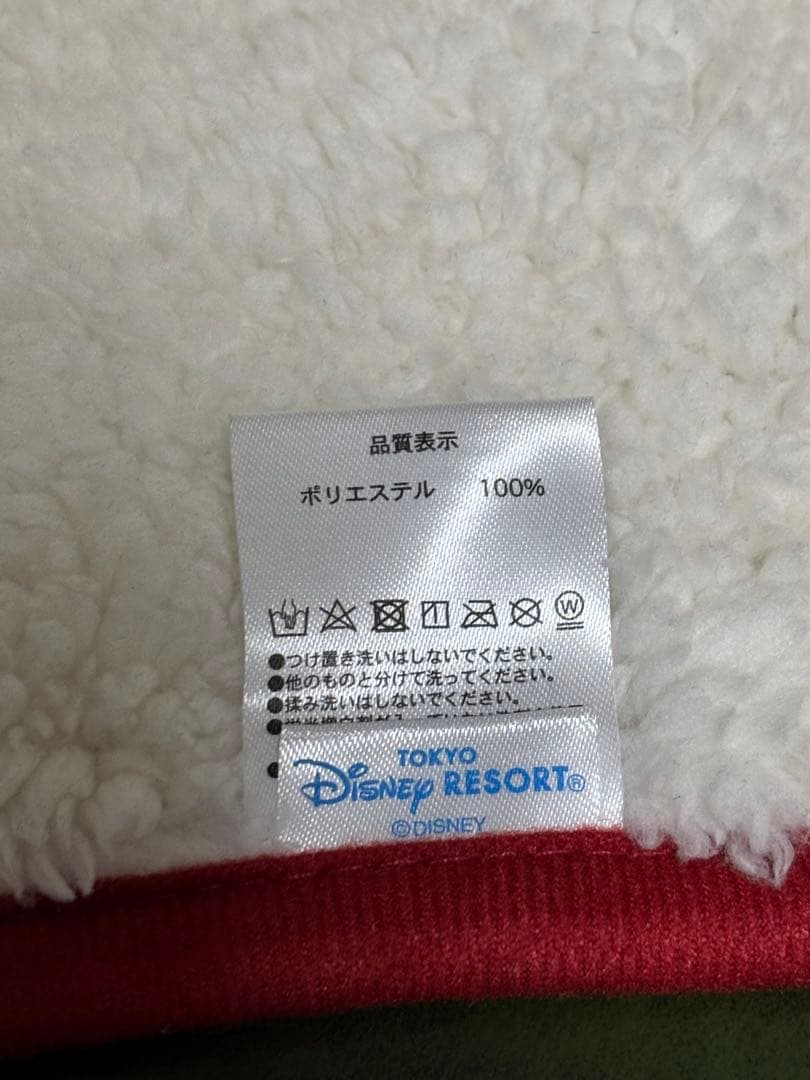 品質表示
ポリエステル 100%
W
●つけ置き洗いはしないでください。
●他のものと分けて洗ってください。
●揉み洗いはしないでください。
TOKYO
Disney RESORT®
©DISNEY